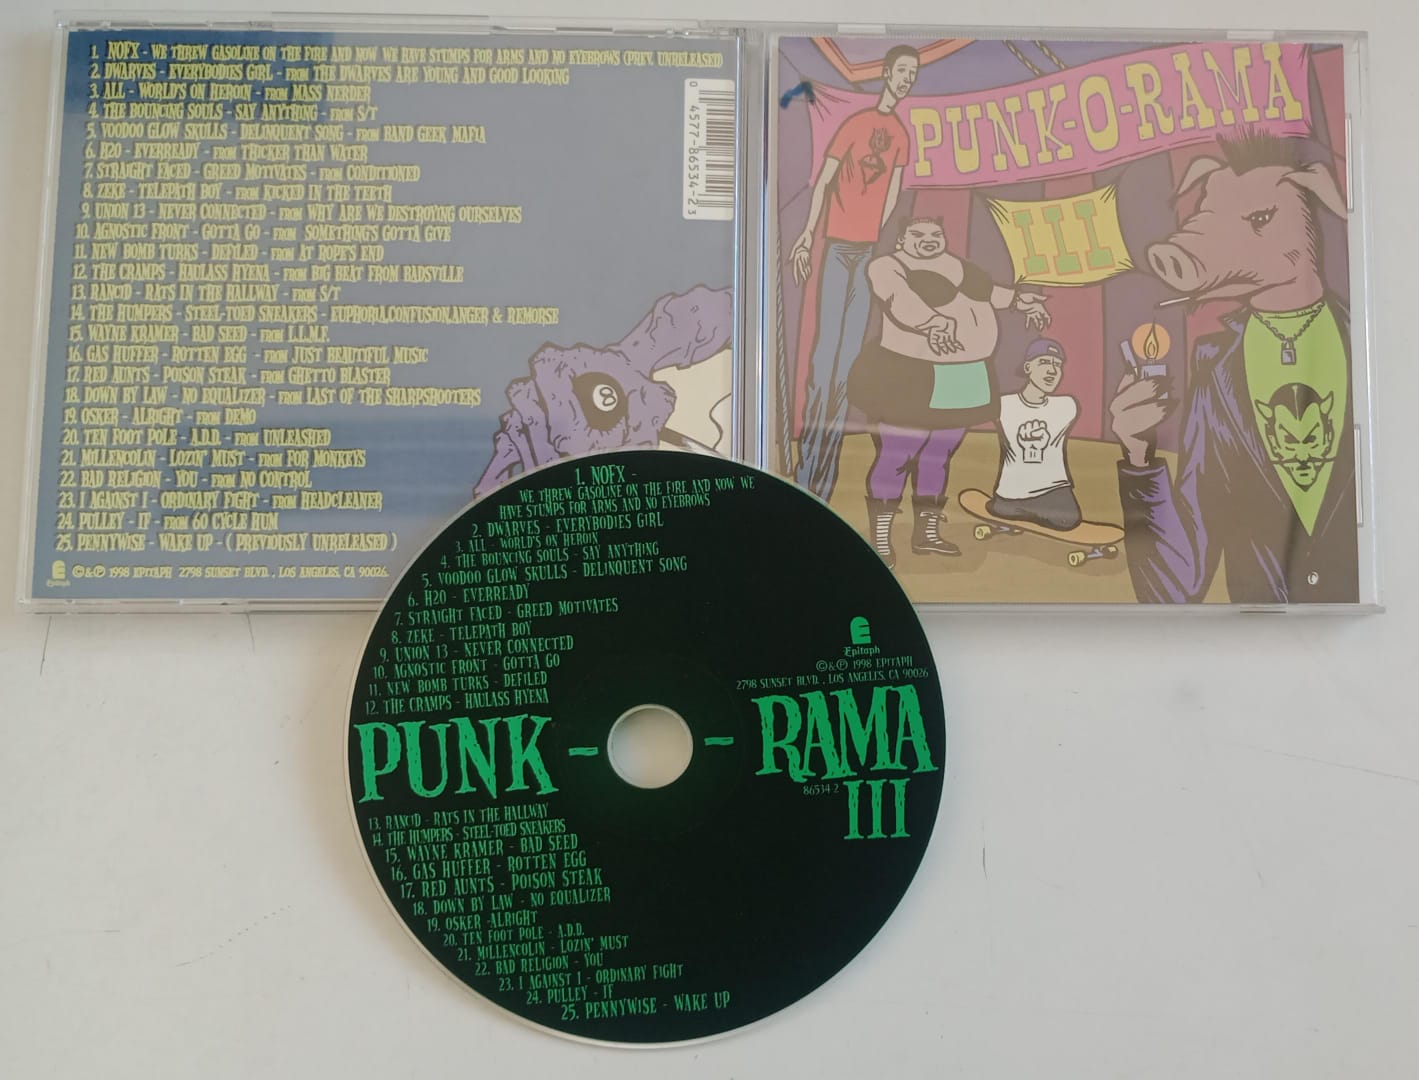 1. NOFX - WE THREW GASOLINE ON THE FIRE AND NOW WE HAVE STUMPS FOR ARMS AND NO EYEBROWS (PREV. UNRELEASED)
2. DWARVES - EVERYBODIES GIRL - FROM THE DWARVES ARE YOUNG AND GOOD LOOKING
3. ALL - WORLD'S ON HEROIN - FROM MASS NERDER
4. THE BOUNCING SOULS - SAY ANYTHING - FROM S/T
5. VOODOO GLOW SKULLS - DELINQUENT SONG - FROM BAND GEEK MAFIA
6. H2O - EVERREADY - FROM THICKER THAN WATER
7. STRAIGHT FACED - GREED MOTIVATES - FROM CONDITIONED
8. ZEKE - TELEPATH BOY - FROM KICKED IN THE TEETH
9. UNION 13 - NEVER CONNECTED - FROM WHY ARE WE DESTROYING OURSELVES
10. AGNOSTIC FRONT - GOTTA GO - FROM SOMETHING'S GOTTA GIVE
11. NEW BOMB TURKS - DEFILED - FROM AT ROPE'S END
12. THE CRAMPS - HAULASS HYENA - FROM BIG BEAT FROM BADSVILLE
13. RANCID - RATS IN THE HALLWAY - FROM S/T
14. THE HUMPERS - STEEL-TOED SNEAKERS - EUPHORIA,CONFUSION,ANGER & REMORSE
15. WAYNE KRAMER - BAD SEED - FROM L.L.M.F.
16. GAS HUFFER - ROTTEN EGG - FROM JUST BEAUTIFUL MUSIC
17. RED AUNTS - POISON STEAK - FROM GHETTO BLASTER
18. DOWN BY LAW - NO EQUALIZER - FROM LAST OF THE SHARPSHOOTERS
19. OSKER - ALRIGHT - FROM DEMO
20. TEN FOOT POLE - A.D.D. - FROM UNLEASHED
21. MILLENCOLIN - LOZIN' MUST - FROM FOR MONKEYS
22. BAD RELIGION - YOU - FROM NO CONTROL
23. I AGAINST I - ORDINARY FIGHT - FROM HEADCLEANER
24. PULLEY - IF - FROM 60 CYCLE HUM
25. PENNYWISE - WAKE UP - ( PREVIOUSLY UNRELEASED )
E Epitaph ©&℗ 1998 EPITAPH 2798 SUNSET BLVD. , LOS ANGELES, CA 90026.
0 4577-86534-2 3
8
PUNK-O-RAMA
III
1. NOFX -
WE THREW GASOLINE ON THE FIRE AND NOW WE
HAVE STUMPS FOR ARMS AND NO EYEBROWS
2. DWARVES - EVERYBODIES GIRL
3. ALL - WORLD'S ON HEROIN
4. THE BOUNCING SOULS - SAY ANYTHING
5. VOODOO GLOW SKULLS - DELINQUENT SONG
6. H2O - EVERREADY
7. STRAIGHT FACED - GREED MOTIVATES
8. ZEKE - TELEPATH BOY
9. UNION 13 - NEVER CONNECTED
10. AGNOSTIC FRONT - GOTTA GO
11. NEW BOMB TURKS - DEFILED
12. THE CRAMPS - HAULASS HYENA
E
Epitaph
©&℗ 1998 EPITAPH
2798 SUNSET BLVD. , LOS ANGELES, CA 90026
PUNK - - RAMA
86534 2
III
13. RANCID - RATS IN THE HALLWAY
14. THE HUMPERS - STEEL-TOED SNEAKERS
15. WAYNE KRAMER - BAD SEED
16. GAS HUFFER - ROTTEN EGG
17. RED AUNTS - POISON STEAK
18. DOWN BY LAW - NO EQUALIZER
19. OSKER -ALRIGHT
20. TEN FOOT POLE - A.D.D.
21. MILLENCOLIN - LOZIN' MUST
22. BAD RELIGION - YOU
23. I AGAINST I - ORDINARY FIGHT
24. PULLEY - IF
25. PENNYWISE - WAKE UP